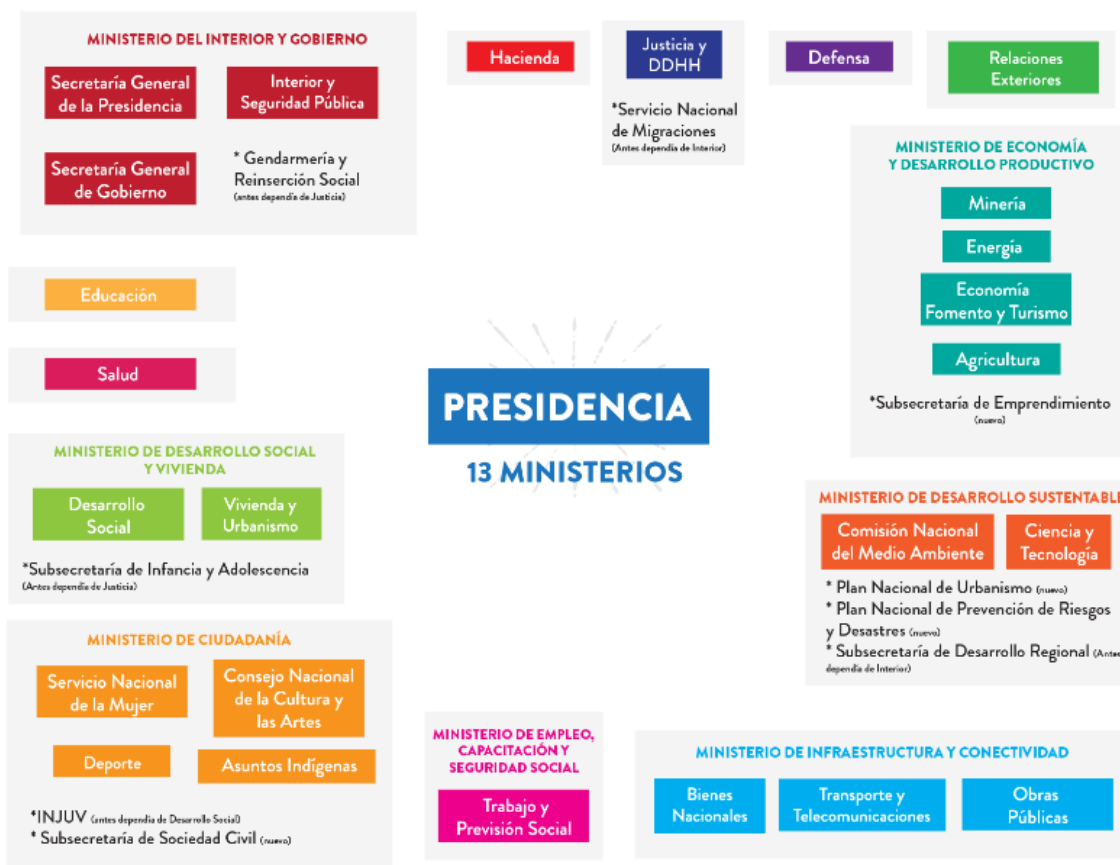 MINISTERIO DEL INTERIOR Y GOBIERNO
Secretaría General
de la Presidencia
Interior y
Seguridad Pública
Secretaría General
de Gobierno
* Gendarmería y
Reinserción Social
(antes dependía de Justicia)
Hacienda
Justicia y
DDHH
*Servicio Nacional
de Migraciones
(Antes dependía de Interior)
Defensa
Relaciones
Exteriores
MINISTERIO DE ECONOMÍA
Y DESARROLLO PRODUCTIVO
Minería
Energía
Economía
Fomento y Turismo
Agricultura
*Subsecretaría de Emprendimiento
(nuevo)
Educación
Salud
PRESIDENCIA
13 MINISTERIOS
MINISTERIO DE DESARROLLO SOCIAL
Y VIVIENDA
Desarrollo
Social
Vivienda y
Urbanismo
*Subsecretaría de Infancia y Adolescencia
(Antes dependía de Justicia)
MINISTERIO DE DESARROLLO SUSTENTABLE
Comisión Nacional
del Medio Ambiente
Ciencia y
Tecnología
* Plan Nacional de Urbanismo (nuevo)
* Plan Nacional de Prevención de Riesgos
y Desastres (nuevo)
* Subsecretaría de Desarrollo Regional (Antes
dependía de Interior)
MINISTERIO DE CIUDADANÍA
Servicio Nacional
de la Mujer
Consejo Nacional
de la Cultura y
las Artes
Deporte
Asuntos Indígenas
*INJUV (antes dependía de Desarrollo Social)
* Subsecretaría de Sociedad Civil (nuevo)
MINISTERIO DE EMPLEO,
CAPACITACIÓN Y
SEGURIDAD SOCIAL
Trabajo y
Previsión Social
MINISTERIO DE INFRAESTRUCTURA Y CONECTIVIDAD
Bienes
Nacionales
Transporte y
Telecomunicaciones
Obras
Públicas